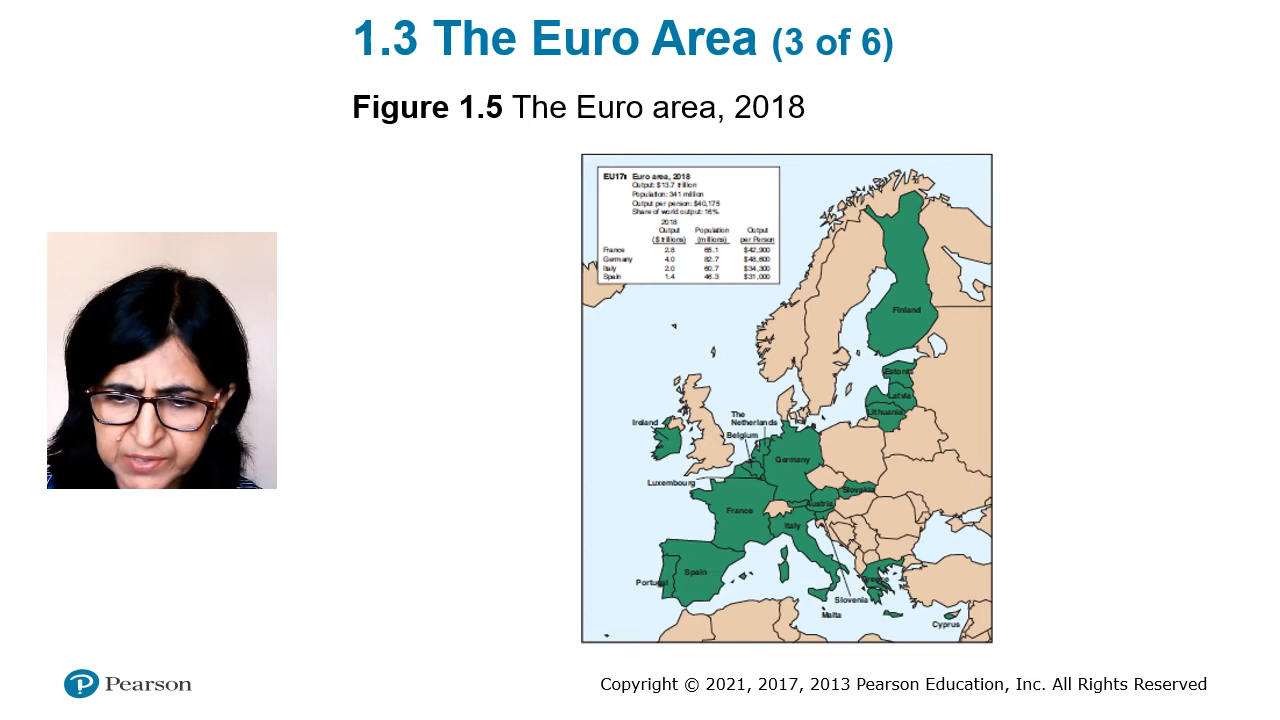 1.3 The Euro Area (3 of 6)
Figure 1.5 The Euro area, 2018
Euro area, 2018
Output: $13.7 trillion
Population: 341 million
Output per person: $40,175
Share of world output: 16%
2018
Output Population Output
($ trillions) (millions) per Person
France 2.8 65.1 $42,900
Germany 4.0 82.7 $48,600
Italy 2.0 60.7 $34,300
Spain 1.4 46.3 $31,000
Finland
Estonia
Latvia
Lithuania
Ireland
The
Netherlands
Belgium
Germany
Luxembourg
Slovakia
Austria
France
Italy
Spain
Portugal
Greece
Slovenia
Malta
Cyprus
Pearson
Copyright © 2021, 2017, 2013 Pearson Education, Inc. All Rights Reserved